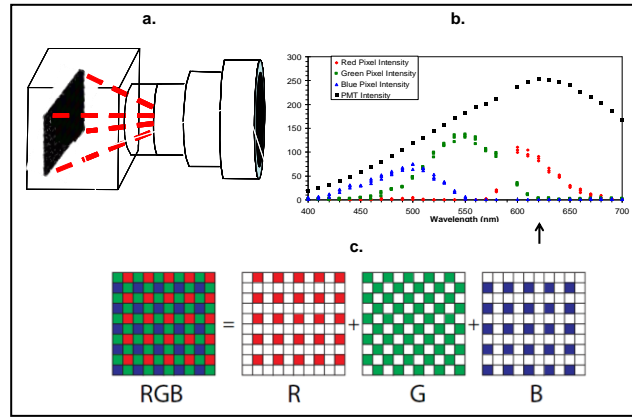 a.
b.
300
250
200
150
100
50
0
Red Pixel Intensity
Green Pixel Intensity
Blue Pixel Intensity
PMT Intensity
400 450 500 550 600 650 700
Wavelength (nm)
c.
= + +
RGB R G B